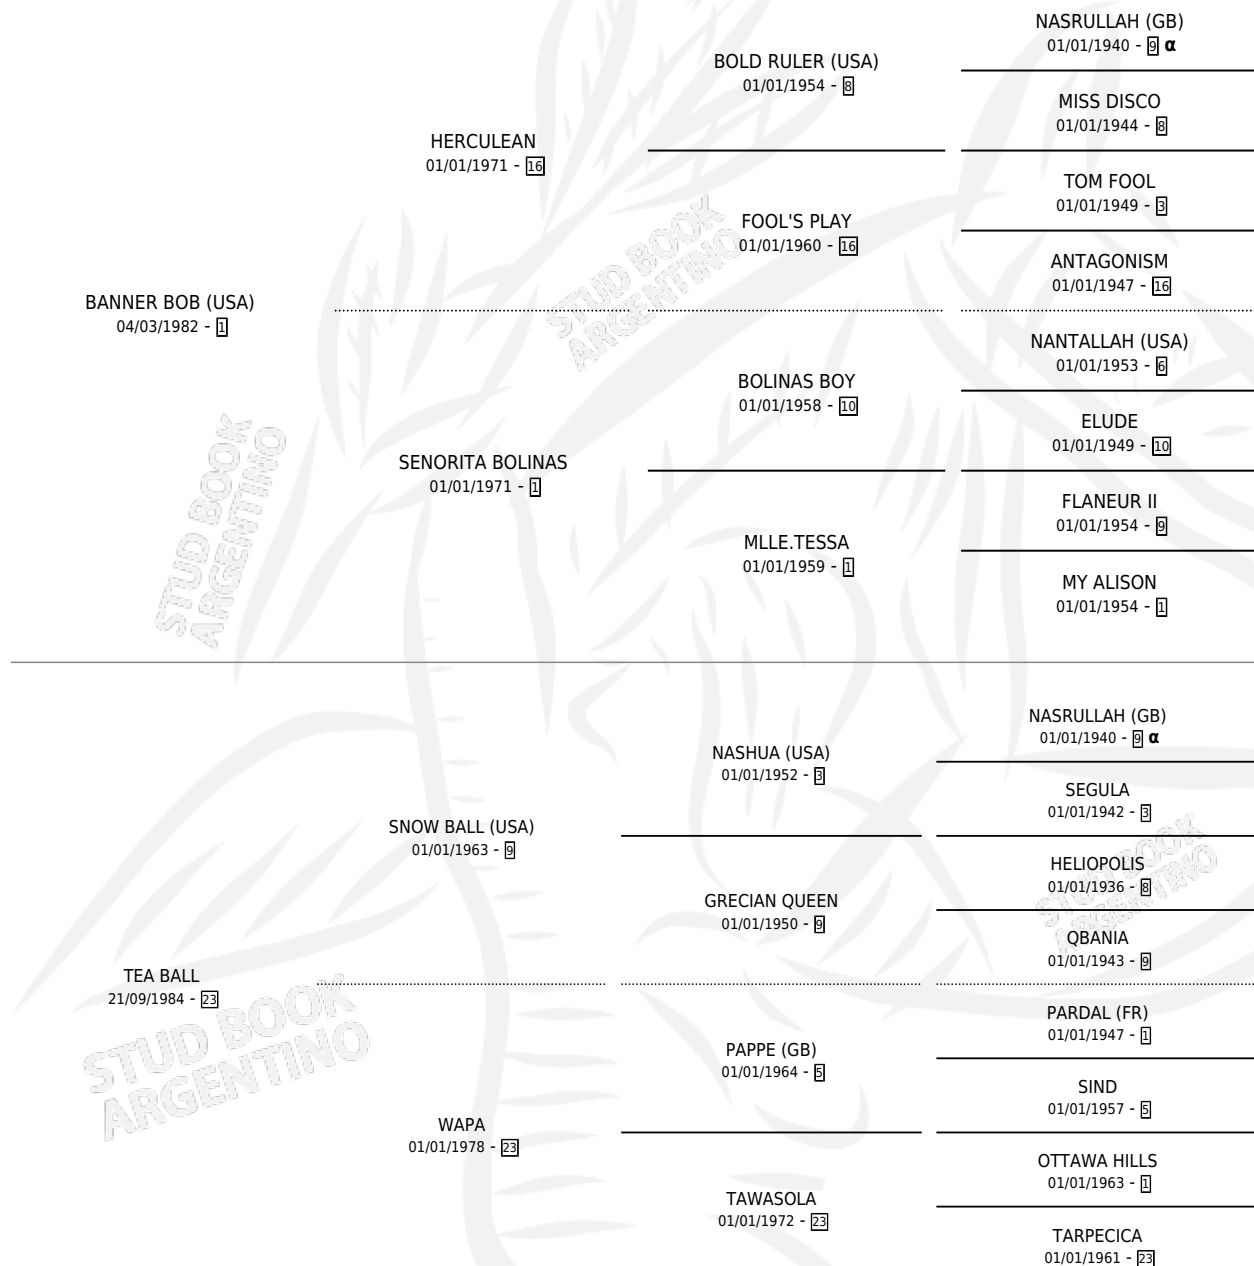 NASRULLAH (GB)
01/01/1940 - 9 α
BOLD RULER (USA)
01/01/1954 - 8
MISS DISCO
01/01/1944 - 8
HERCULEAN
01/01/1971 - 16
TOM FOOL
01/01/1949 - 3
FOOL'S PLAY
01/01/1960 - 16
ANTAGONISM
01/01/1947 - 16
BANNER BOB (USA)
04/03/1982 - 1
NANTALLAH (USA)
01/01/1953 - 6
BOLINAS BOY
01/01/1958 - 10
ELUDE
01/01/1949 - 10
SENORITA BOLINAS
01/01/1971 - 1
FLANEUR II
01/01/1954 - 9
MLLE.TESSA
01/01/1959 - 1
MY ALISON
01/01/1954 - 1
NASRULLAH (GB)
01/01/1940 - 9 α
NASHUA (USA)
01/01/1952 - 3
SEGULA
01/01/1942 - 3
SNOW BALL (USA)
01/01/1963 - 9
HELIOPOLIS
01/01/1936 - 8
GRECIAN QUEEN
01/01/1950 - 9
QBANIA
01/01/1943 - 9
TEA BALL
21/09/1984 - 23
PARDAL (FR)
01/01/1947 - 1
PAPPE (GB)
01/01/1964 - 5
SIND
01/01/1957 - 5
WAPA
01/01/1978 - 23
OTTAWA HILLS
01/01/1963 - 1
TAWASOLA
01/01/1972 - 23
TARPECICA
01/01/1961 - 23
STUD BOOK
ARGENTINO
STUD BOOK
ARGENTINO
STUD BOOK
ARGENTINO
STUD BOOK
ARGENTINO